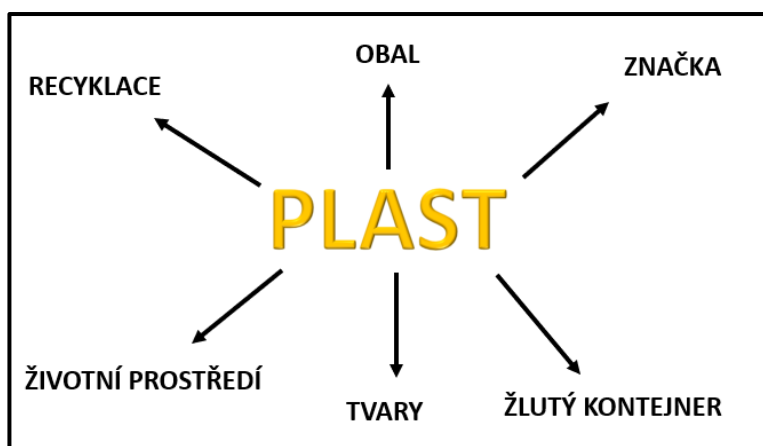 OBAL
ZNAČKA
RECYKLACE
PLAST
ŽIVOTNÍ PROSTŘEDÍ
TVARY
ŽLUTÝ KONTEJNER